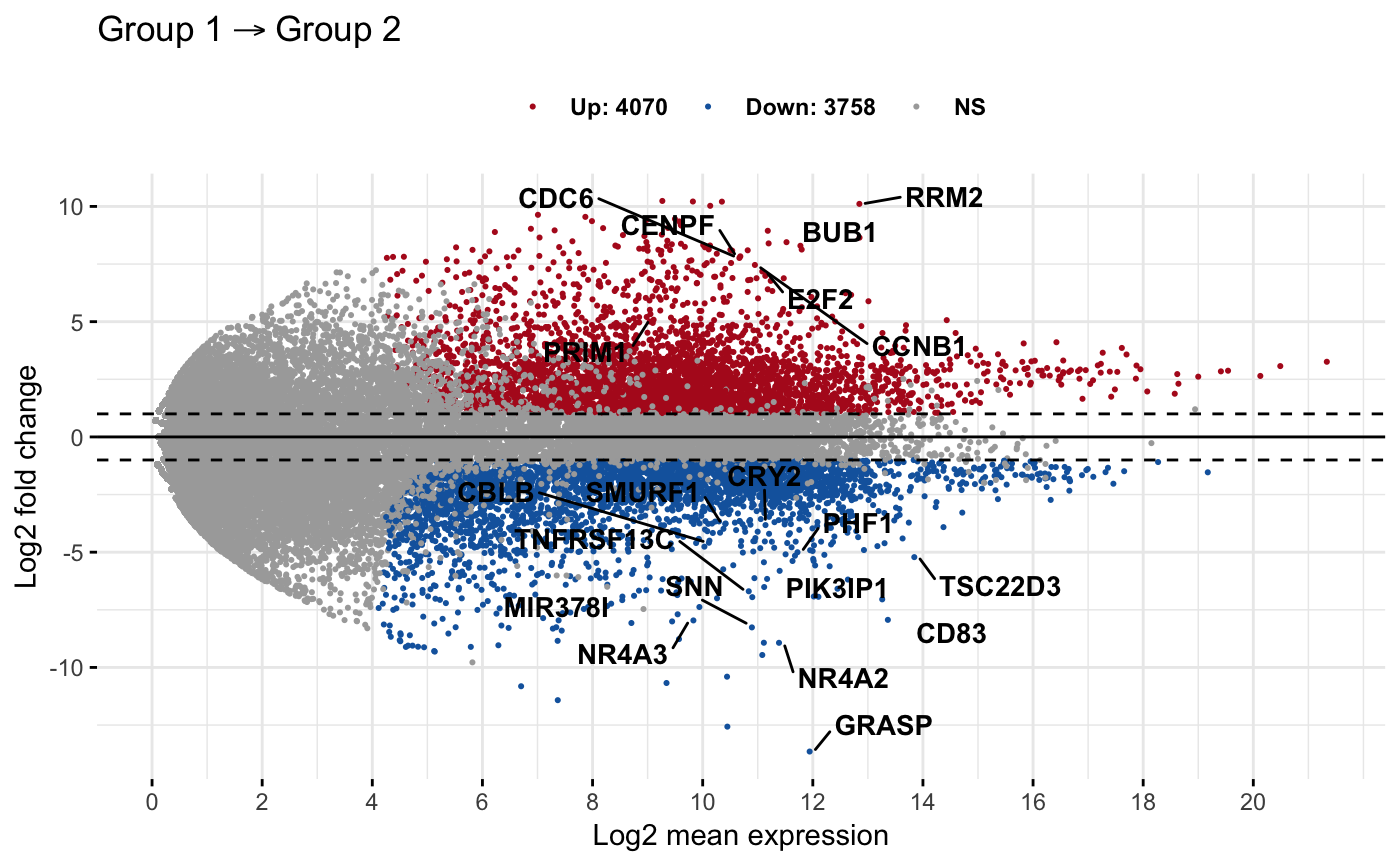 Group 1 → Group 2
Up: 4070 Down: 3758 NS
CDC6
RRM2
CENPF
BUB1
E2F2
PRIM1
CCNB1
CRY2
CBLB
SMURF1
PHF1
TNFRSF13C
SNN
PIK3IP1
TSC22D3
MIR378I
CD83
NR4A3
NR4A2
GRASP
10
5
0
-5
-10
Log2 fold change
0 2 4 6 8 10 12 14 16 18 20
Log2 mean expression